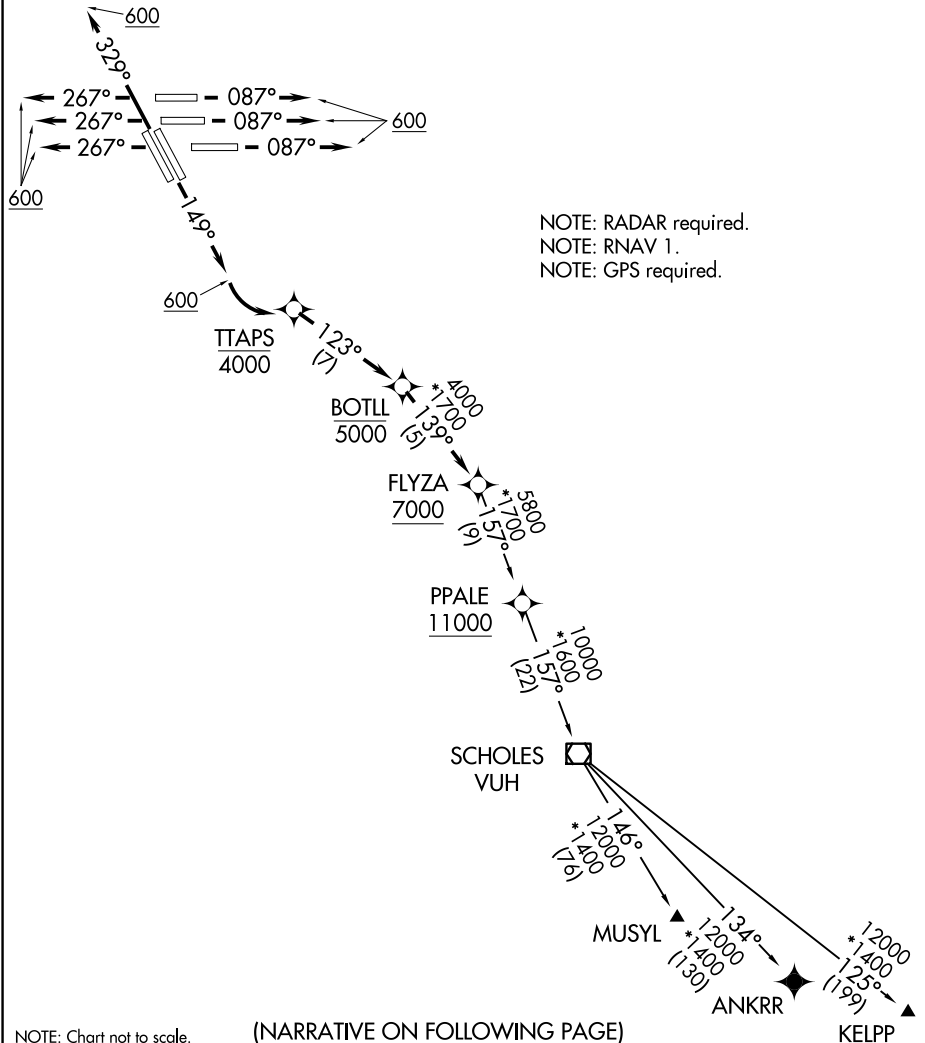 600
329°
267° 087°
267° 087°
600
267° 087°
600
149°
NOTE: RADAR required.
NOTE: RNAV 1.
NOTE: GPS required.
600
TTAPS
4000
123°
(7)
BOTLL
5000
4000
*1700
139°
(5)
FLYZA
7000
5800
*1700
157°
(9)
PPALE
11000
10000
*1600
157°
(22)
SCHOLES
VUH
146°
12000
*1400
(76)
MUSYL
134°
12000
*1400
(130)
ANKRR
12000
*1400
125°
(199)
KELPP
NOTE: Chart not to scale.
(NARRATIVE ON FOLLOWING PAGE)